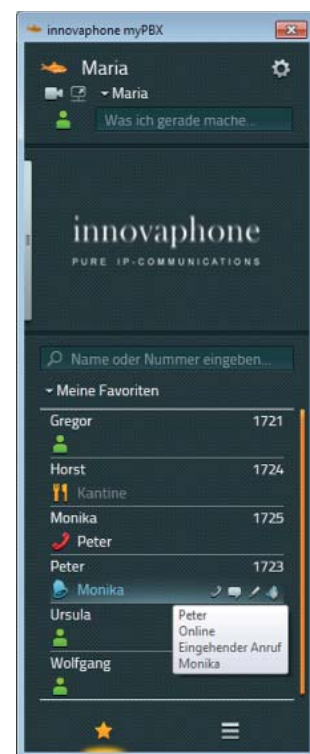 innovaphone myPBX
Maria
Maria
Was ich gerade mache...
innovaphone
PURE IP-COMMUNICATIONS
Name oder Nummer eingeben...
Meine Favoriten
Gregor 1721
Horst 1724
Kantine
Monika 1725
Peter
Peter 1723
Monika
Ursula
Peter
Online
Eingehender Anruf
Monika
Wolfgang